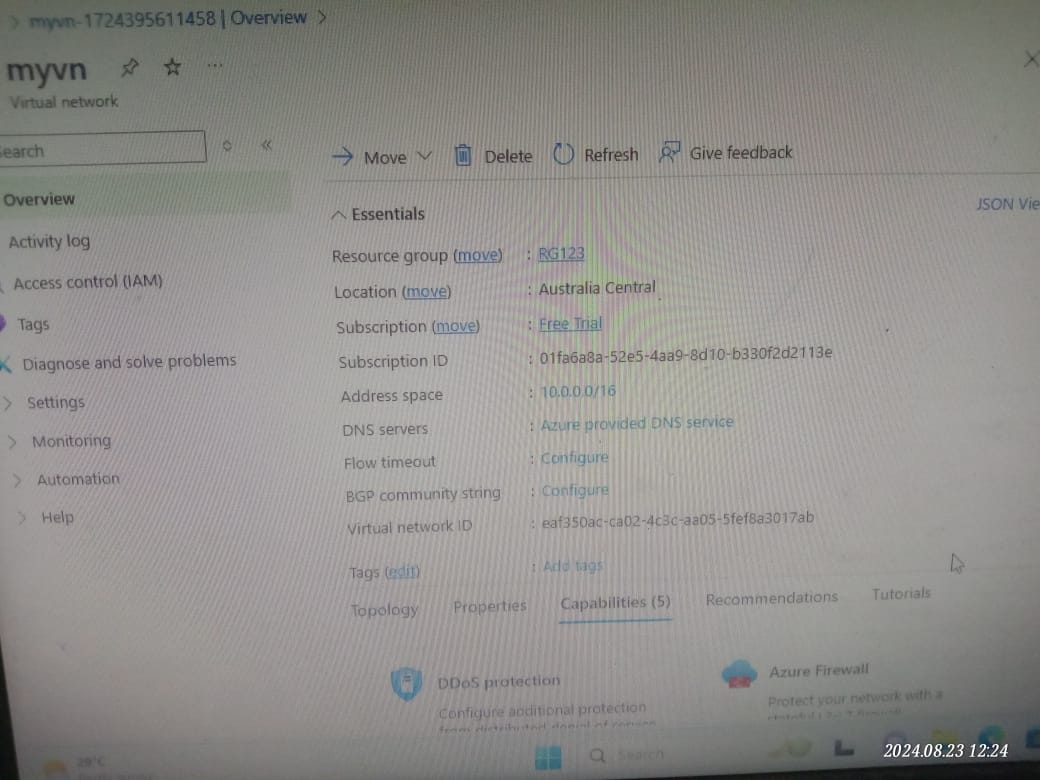 myvn-1724395611458 | Overview
myvn
Virtual network
Search
Move
Delete
Refresh
Give feedback
Overview
Activity log
Access control (IAM)
Tags
Diagnose and solve problems
Settings
Monitoring
Automation
Help
Essentials
JSON Vie
Resource group (move) : RG123
Location (move) : Australia Central
Subscription (move) : Free Trial
Subscription ID : 01fa6a8a-52e5-4aa9-8d10-b330f2d2113e
Address space : 10.0.0.0/16
DNS servers : Azure provided DNS service
Flow timeout : Configure
BGP community string : Configure
Virtual network ID : eaf350ac-ca02-4c3c-aa05-5fef8a3017ab
Tags (edit) : Add tags
Topology
Properties
Capabilities (5)
Recommendations
Tutorials
DDoS protection
Configure additional protection
from distributed denial of
Azure Firewall
Protect your network with a
Search
2024.08.23 12:24